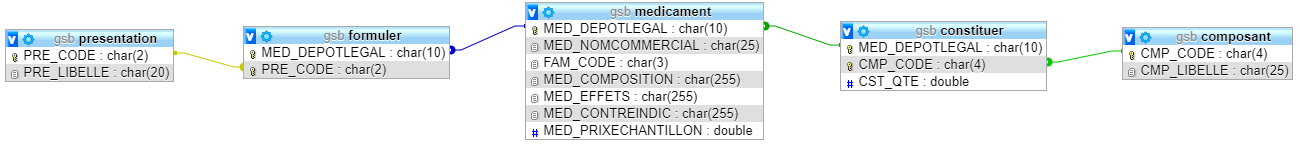 gsb presentation
PRE_CODE : char(2)
PRE_LIBELLE : char(20)
gsb formuler
MED_DEPOTLEGAL : char(10)
PRE_CODE : char(2)
gsb medicament
MED_DEPOTLEGAL : char(10)
MED_NOMCOMMERCIAL : char(25)
FAM_CODE : char(3)
MED_COMPOSITION : char(255)
MED_EFFETS : char(255)
MED_CONTREINDIC : char(255)
# MED_PRIXECHANTILLON : double
gsb constituer
MED_DEPOTLEGAL : char(10)
CMP_CODE : char(4)
# CST_QTE : double
gsb composant
CMP_CODE : char(4)
CMP_LIBELLE : char(25)